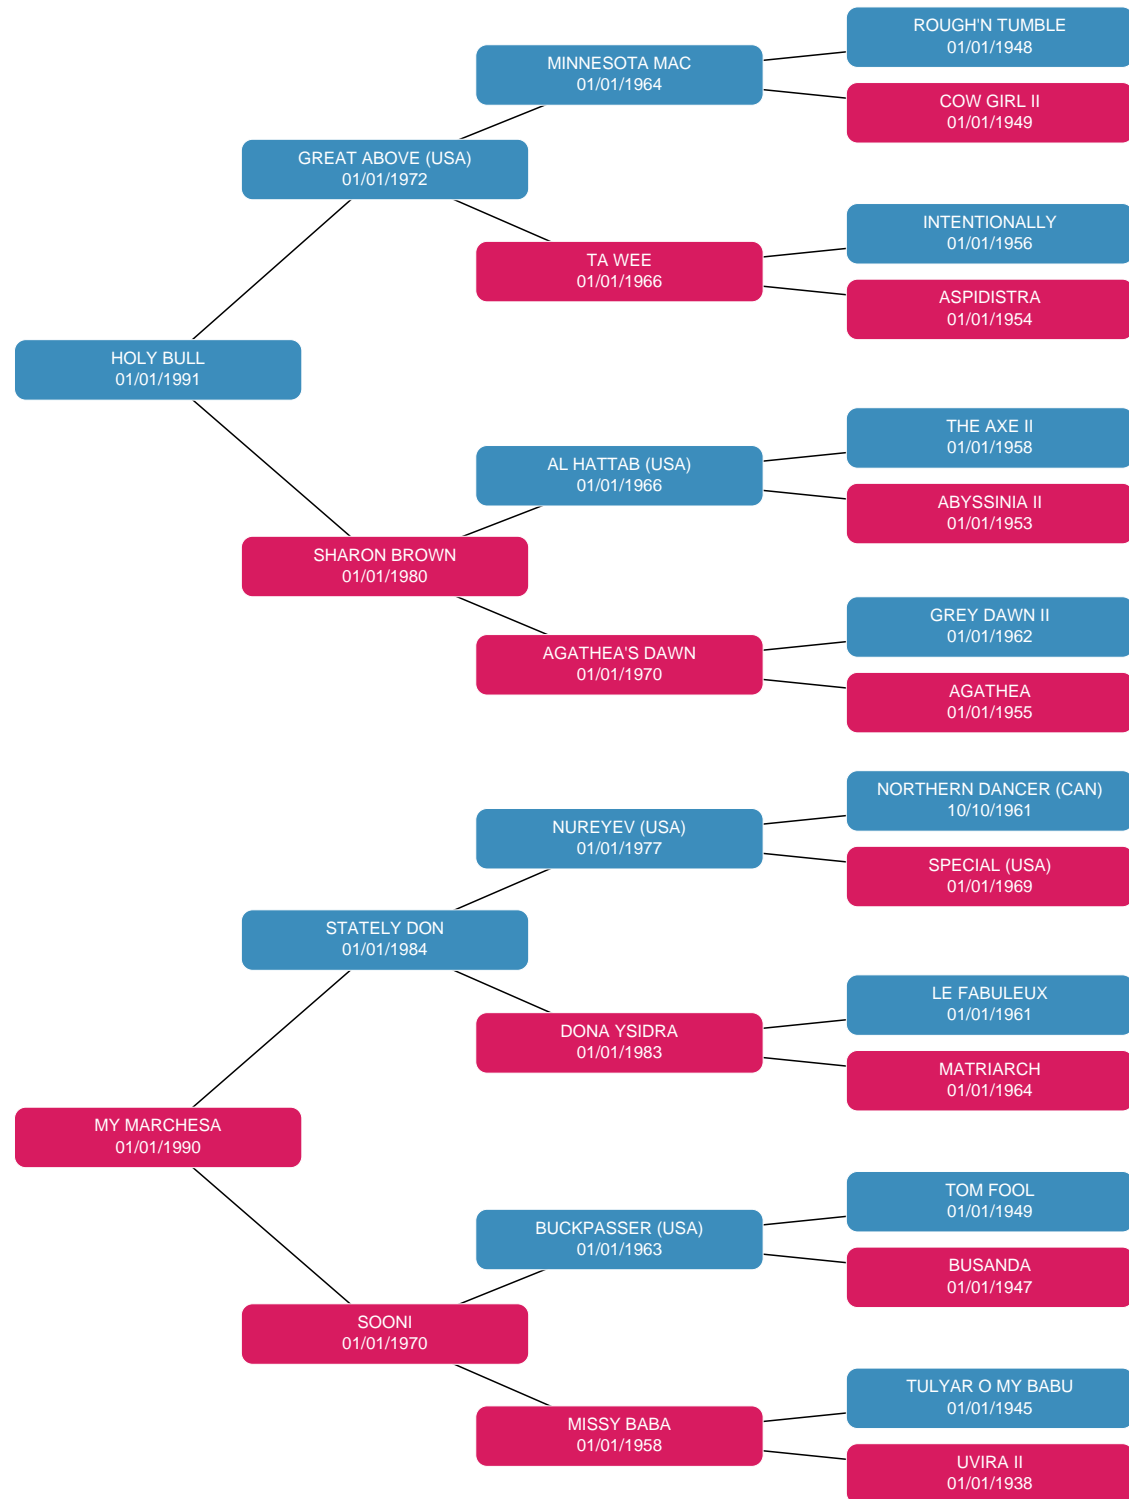 ROUGH'N TUMBLE
01/01/1948
MINNESOTA MAC
01/01/1964
COW GIRL II
01/01/1949
GREAT ABOVE (USA)
01/01/1972
INTENTIONALLY
01/01/1956
TA WEE
01/01/1966
ASPIDISTRA
01/01/1954
HOLY BULL
01/01/1991
THE AXE II
01/01/1958
AL HATTAB (USA)
01/01/1966
ABYSSINIA II
01/01/1953
SHARON BROWN
01/01/1980
GREY DAWN II
01/01/1962
AGATHEA'S DAWN
01/01/1970
AGATHEA
01/01/1955
NORTHERN DANCER (CAN)
10/10/1961
NUREYEV (USA)
01/01/1977
SPECIAL (USA)
01/01/1969
STATELY DON
01/01/1984
LE FABULEUX
01/01/1961
DONA YSIDRA
01/01/1983
MATRIARCH
01/01/1964
MY MARCHESA
01/01/1990
TOM FOOL
01/01/1949
BUCKPASSER (USA)
01/01/1963
BUSANDA
01/01/1947
SOONI
01/01/1970
TULYAR O MY BABU
01/01/1945
MISSY BABA
01/01/1958
UVIRA II
01/01/1938